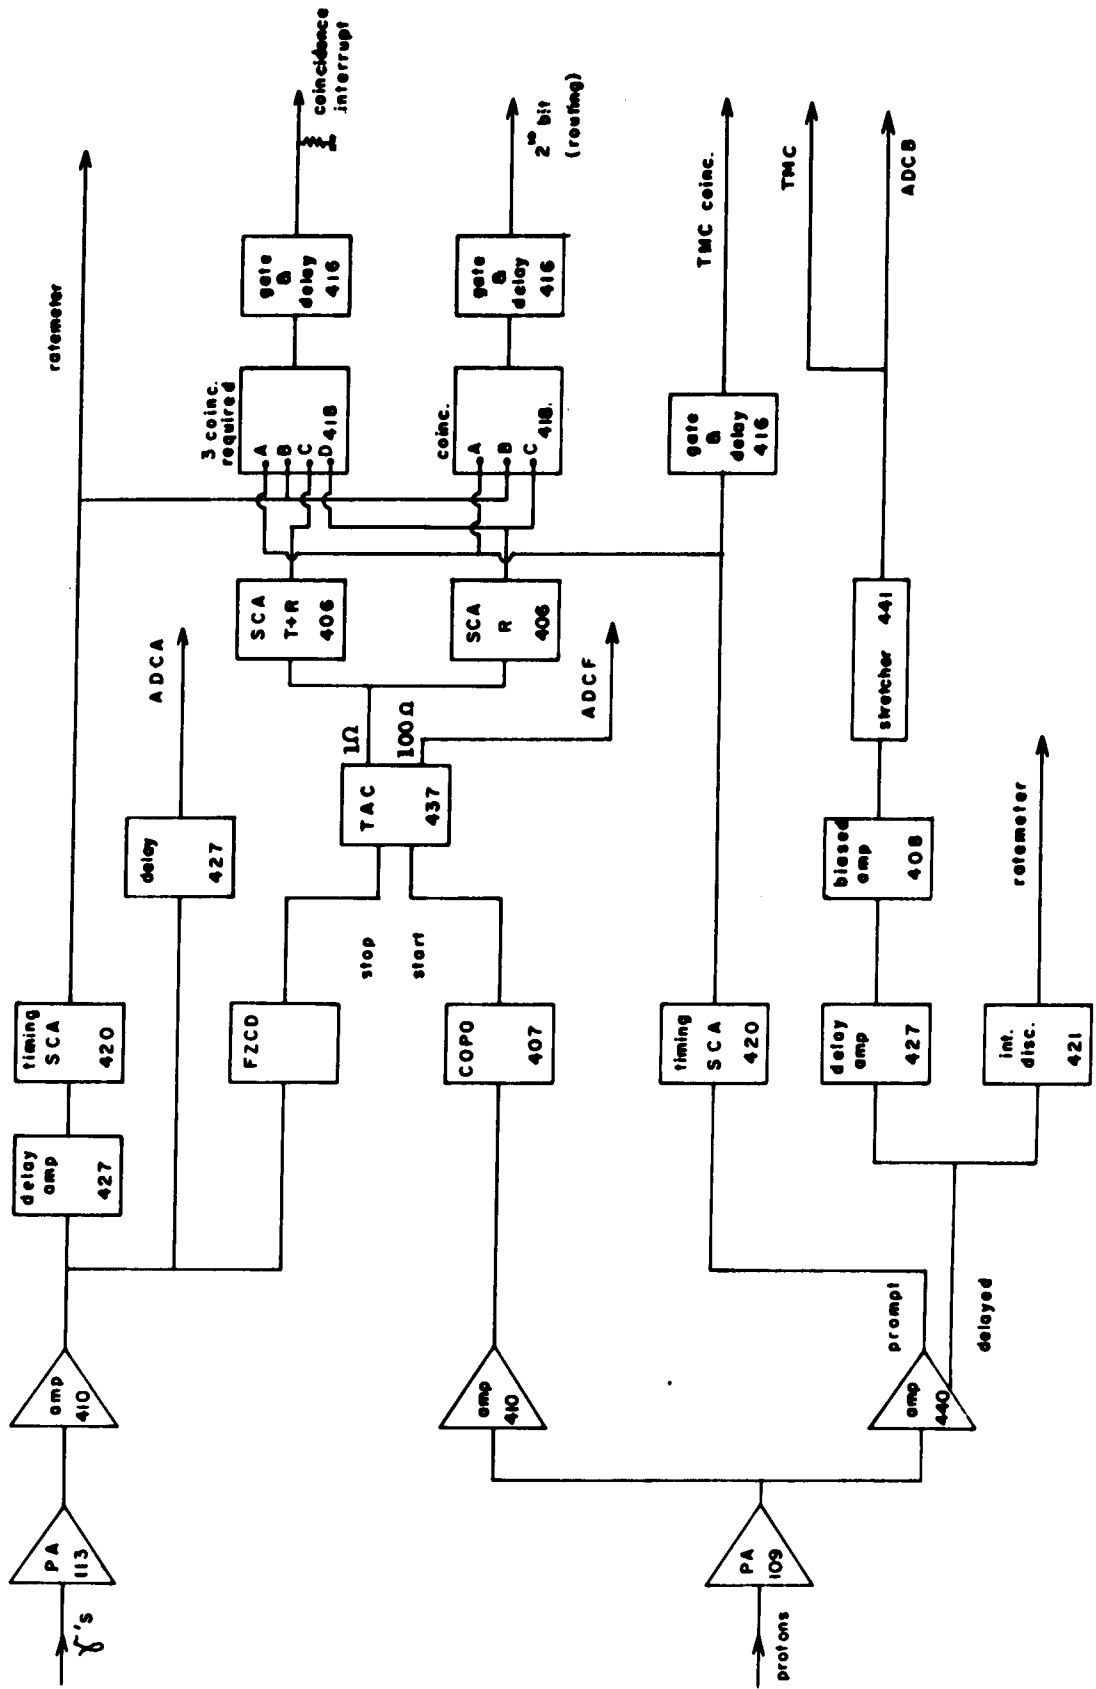 γ's
PA
113
amp
410
delay
amp
427
timing
SCA
420
ratemeter
delay
427
ADCA
FZCD
stop
start
TAC
437
1Ω
100Ω
ADCF
SCA
T+R
406
SCA
R
406
3 coinc.
required
A
B
C
D
418
gate
&
delay
416
coincidence
interrupt
coinc.
A
B
C
418
gate
&
delay
416
2¹⁰ bit
(routing)
amp
410
COPO
407
protons
PA
109
amp
440
prompt
delayed
timing
SCA
420
gate
&
delay
416
TMC coinc.
delay
amp
427
biased
amp
408
stretcher 441
TMC
ADCB
int.
disc.
421
ratemeter